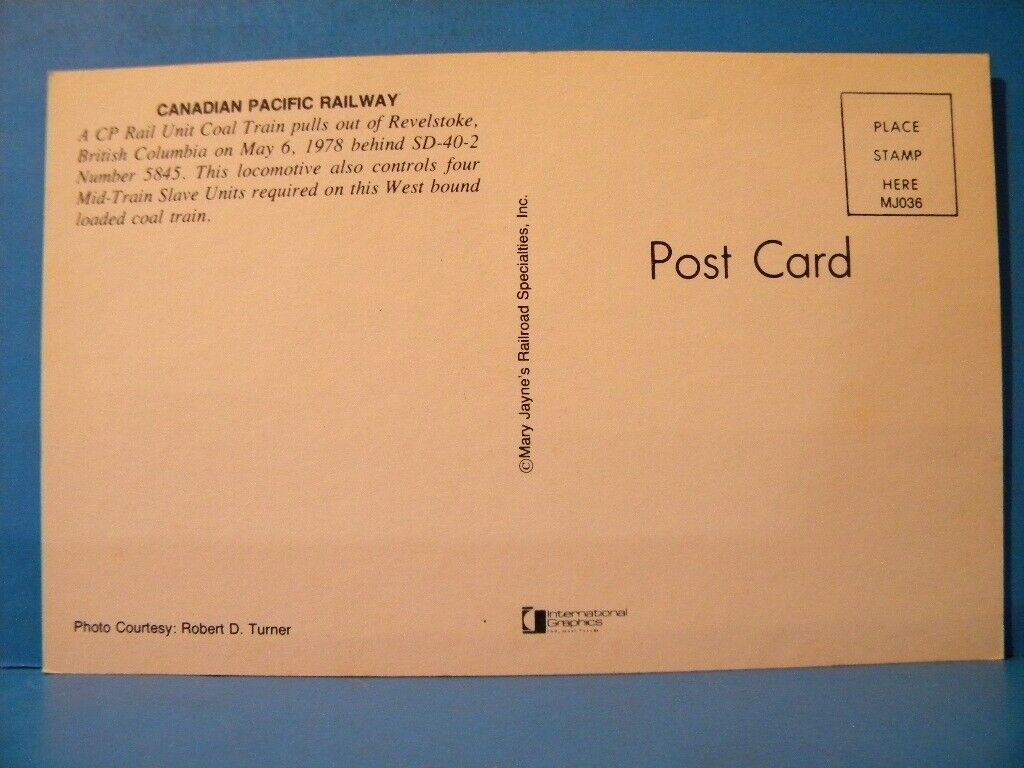 CANADIAN PACIFIC RAILWAY
A CP Rail Unit Coal Train pulls out of Revelstoke,
British Columbia on May 6, 1978 behind SD-40-2
Number 5845. This locomotive also controls four
Mid-Train Slave Units required on this West bound
loaded coal train.
Photo Courtesy: Robert D. Turner
©Mary Jayne's Railroad Specialties, Inc.
International
Graphics
PLACE
STAMP
HERE
MJ036
Post Card